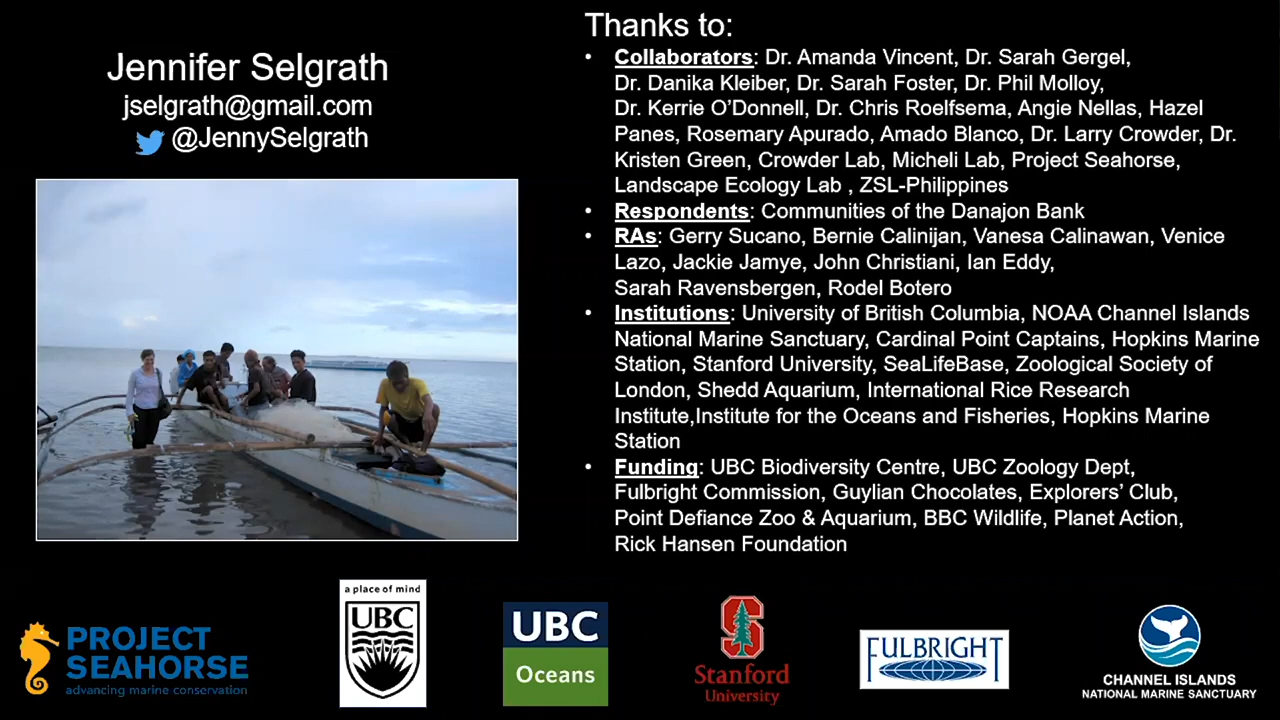 Jennifer Selgrath
jselgrath@gmail.com
@JennySelgrath
Thanks to:
• Collaborators: Dr. Amanda Vincent, Dr. Sarah Gergel,
Dr. Danika Kleiber, Dr. Sarah Foster, Dr. Phil Molloy,
Dr. Kerrie O’Donnell, Dr. Chris Roelfsema, Angie Nellas, Hazel
Panes, Rosemary Apurado, Amado Blanco, Dr. Larry Crowder, Dr.
Kristen Green, Crowder Lab, Micheli Lab, Project Seahorse,
Landscape Ecology Lab , ZSL-Philippines
• Respondents: Communities of the Danajon Bank
• RAs: Gerry Sucano, Bernie Calinijan, Vanesa Calinawan, Venice
Lazo, Jackie Jamye, John Christiani, Ian Eddy,
Sarah Ravensbergen, Rodel Botero
• Institutions: University of British Columbia, NOAA Channel Islands
National Marine Sanctuary, Cardinal Point Captains, Hopkins Marine
Station, Stanford University, SeaLifeBase, Zoological Society of
London, Shedd Aquarium, International Rice Research
Institute,Institute for the Oceans and Fisheries, Hopkins Marine
Station
• Funding: UBC Biodiversity Centre, UBC Zoology Dept,
Fulbright Commission, Guylian Chocolates, Explorers’ Club,
Point Defiance Zoo & Aquarium, BBC Wildlife, Planet Action,
Rick Hansen Foundation
PROJECT
SEAHORSE
advancing marine conservation
a place of mind
UBC
UBC
Oceans
S
Stanford
University
FULBRIGHT
CHANNEL ISLANDS
NATIONAL MARINE SANCTUARY